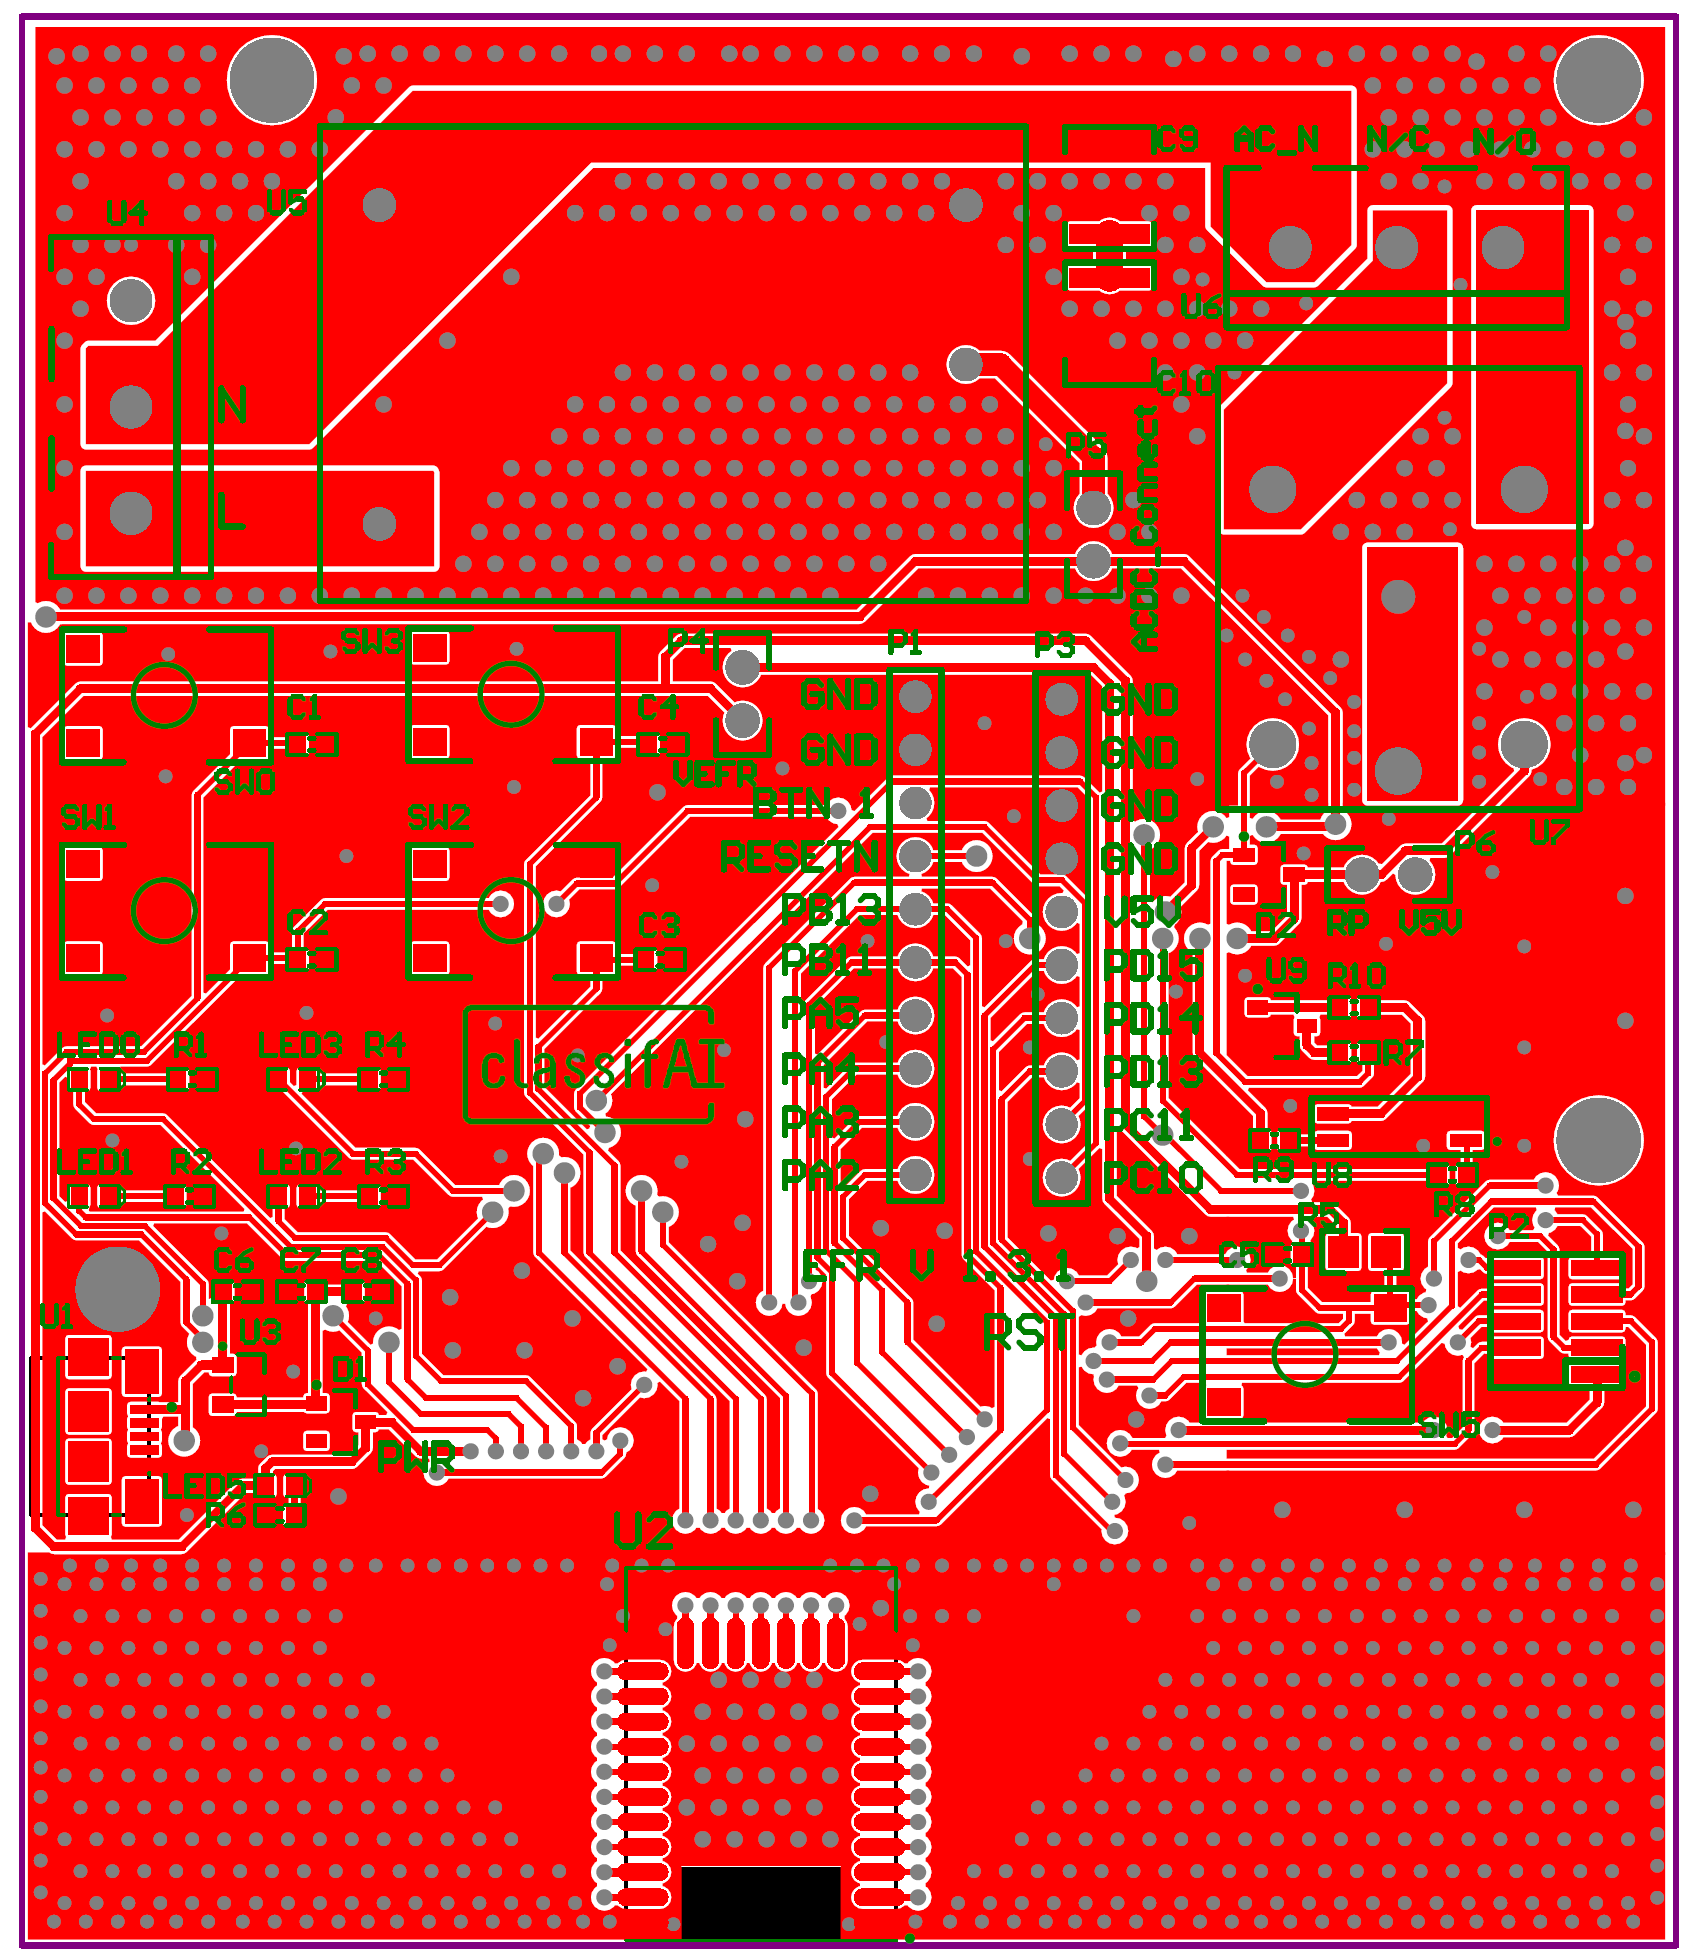 C9 AC_N N/C N/O
U4 U5
U6
N
C10
P5
L
ACDC_Connect
SW3 P4 P1 P3
C1 C4 GND GND
GND GND
SW0 VEFR
SW1 SW2 BTN 1 GND
U7
P6
RESETN GND
C2 C3 PB13 V5V D2 RP V5V
PB11 PD15 U9 R10
PA5 PD14
LED0 R1 LED3 R4 classifAI PA4 PD13 R7
PA3 PC11
LED1 R2 LED2 R3 PA2 PC10 R9 U8 R8
R5 P2
C6 C7 C8 EFR V 1.3.1 C5
U1 U3 RST
D1
SW5
PWR
LED5
R6
U2